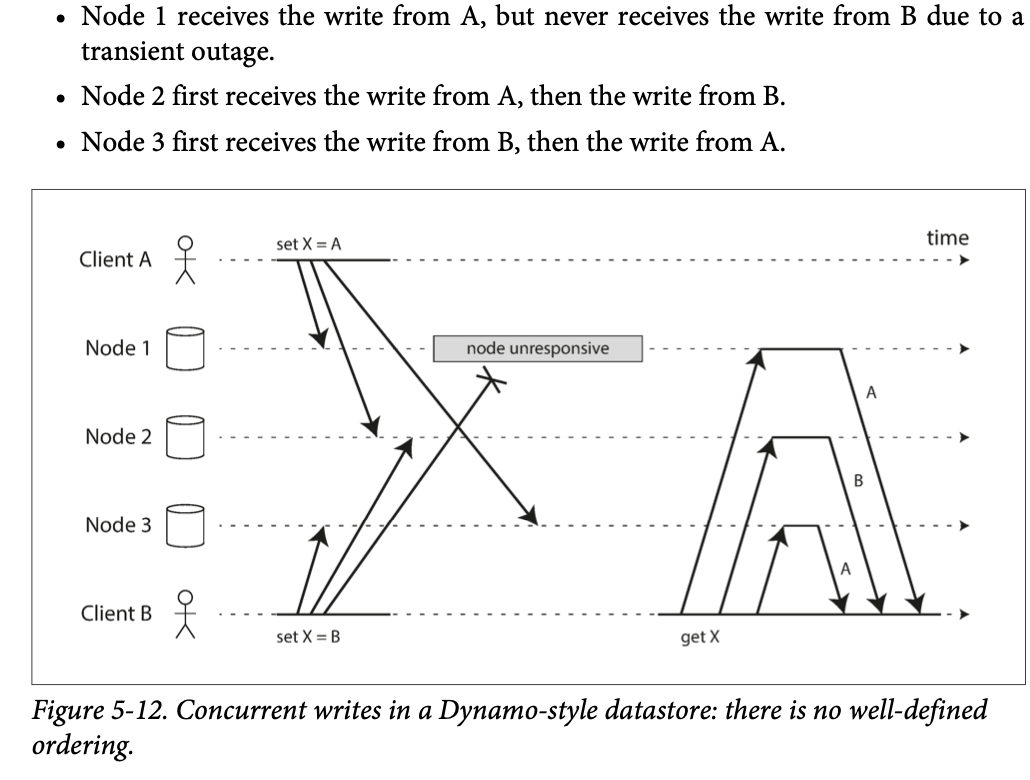 • Node 1 receives the write from A, but never receives the write from B due to a
transient outage.
• Node 2 first receives the write from A, then the write from B.
• Node 3 first receives the write from B, then the write from A.
time
set X = A
Client A
Node 1
node unresponsive
A
Node 2
B
Node 3
A
Client B
set X = B
get X
Figure 5-12. Concurrent writes in a Dynamo-style datastore: there is no well-defined
ordering.